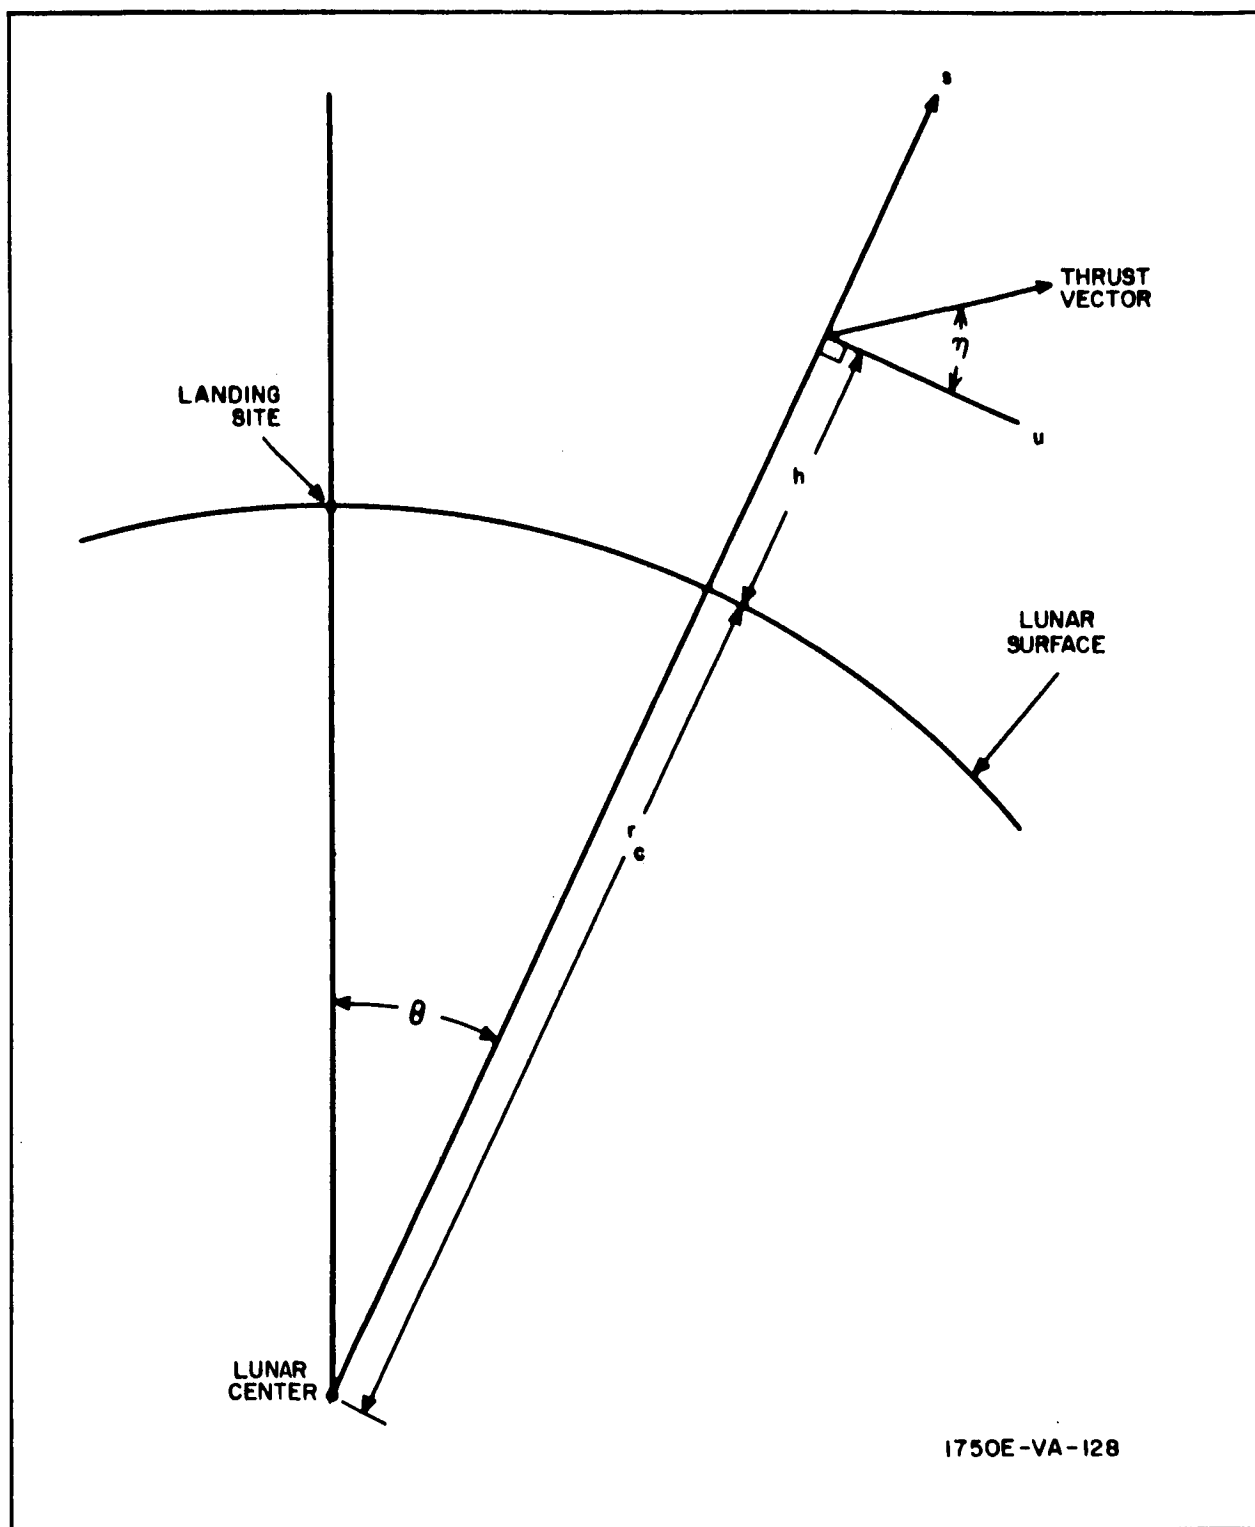 s
THRUST
VECTOR
η
LANDING
SITE
u
h
LUNAR
SURFACE
r
c
θ
LUNAR
CENTER
1750E-VA-128